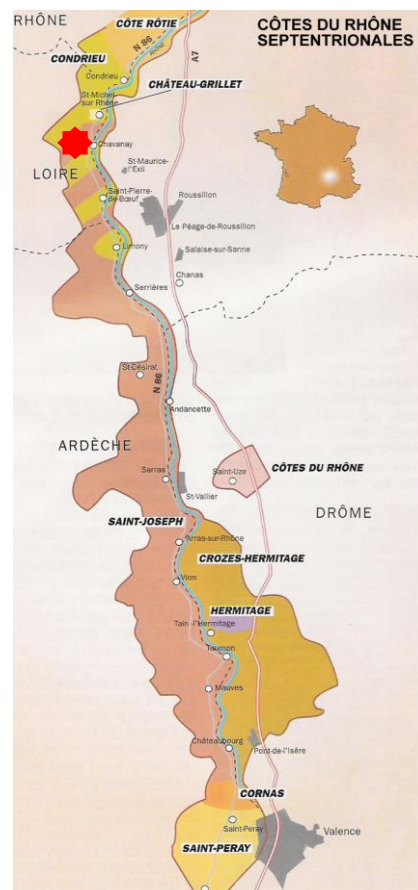 RHÔNE
CÔTE RÔTIE
CÔTES DU RHÔNE
SEPTENTRIONALES
N 86
Rhône
A7
CONDRIEU
Condrieu
CHÂTEAU-GRILLET
St-Michel
sur Rhône
Chavanay
St-Maurice-
l'Exil
LOIRE
Saint-Pierre-
de-Bœuf
Roussillon
Le Péage-de-Roussillon
Limony
Salaise-sur-Sanne
Chanas
Serrières
St-Désirat
N 86
Andancette
ARDÈCHE
CÔTES DU RHÔNE
Sarras
Saint-Uze
St-Vallier
DRÔME
SAINT-JOSEPH
Arras-sur-Rhône
CROZES-HERMITAGE
Vion
HERMITAGE
Tain-l'Hermitage
Tournon
Mauves
Châteaubourg
Pont-de-l'Isère
CORNAS
Saint-Peray
Valence
SAINT-PERAY